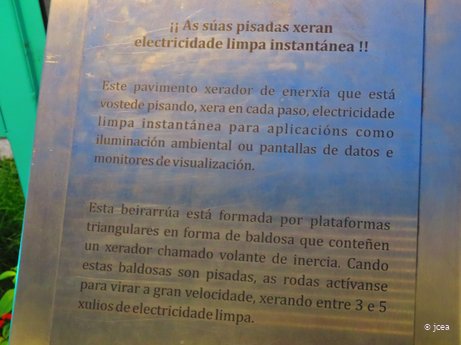 ¡¡ As súas pisadas xeran
electricidade limpa instantánea !!
Este pavimento xerador de enerxía que está
vostede pisando, xera en cada paso, electricidade
limpa instantánea para aplicacións como
iluminación ambiental ou pantallas de datos e
monitores de visualización.
Esta beirarrúa está formada por plataformas
triangulares en forma de baldosa que conteñen
un xerador chamado volante de inercia. Cando
estas baldosas son pisadas, as rodas actívanse
para virar a gran velocidade, xerando entre 3 e 5
xulios de electricidade limpa.
® jcea